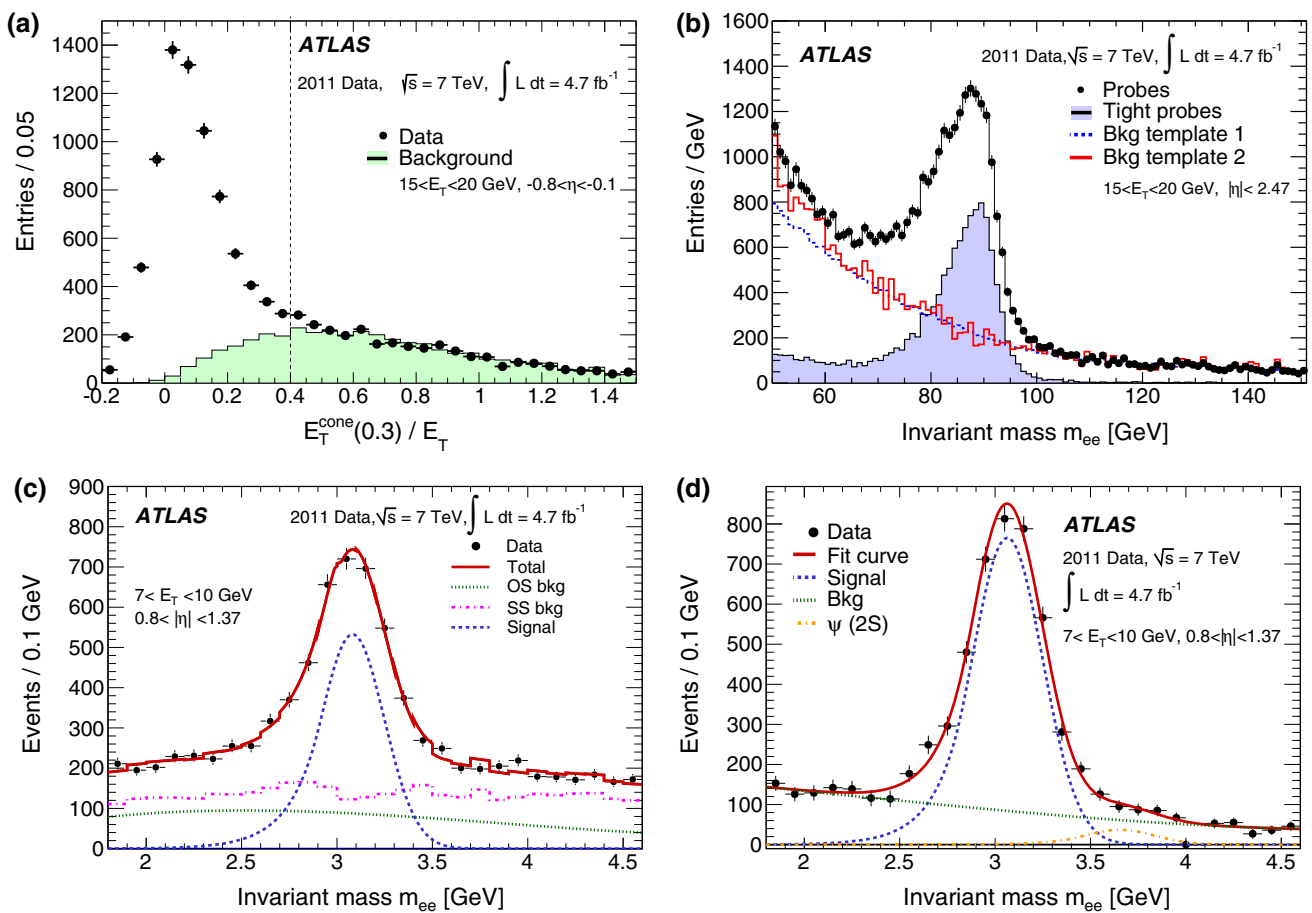 (a)
ATLAS
2011 Data, √s = 7 TeV, ∫ L dt = 4.7 fb⁻¹
Data
Background
15<E_T<20 GeV, -0.8<η<-0.1
Entries / 0.05
1400
1200
1000
800
600
400
200
0
-0.2 0 0.2 0.4 0.6 0.8 1 1.2 1.4
E_T^cone(0.3) / E_T
(b)
ATLAS
2011 Data,√s = 7 TeV, ∫ L dt = 4.7 fb⁻¹
Probes
Tight probes
Bkg template 1
Bkg template 2
15<E_T<20 GeV, |η|< 2.47
Entries/ GeV
1600
1400
1200
1000
800
600
400
200
0
60 80 100 120 140
Invariant mass m_ee [GeV]
(c)
ATLAS
2011 Data,√s = 7 TeV,∫ L dt = 4.7 fb⁻¹
Data
Total
OS bkg
SS bkg
Signal
7< E_T <10 GeV
0.8< |η| <1.37
Events / 0.1 GeV
900
800
700
600
500
400
300
200
100
0
2 2.5 3 3.5 4 4.5
Invariant mass m_ee [GeV]
(d)
ATLAS
2011 Data, √s = 7 TeV
∫ L dt = 4.7 fb⁻¹
7< E_T<10 GeV, 0.8<|η|<1.37
Data
Fit curve
Signal
Bkg
ψ (2S)
Events / 0.1 GeV
800
700
600
500
400
300
200
100
0
2 2.5 3 3.5 4 4.5
Invariant mass m_ee [GeV]